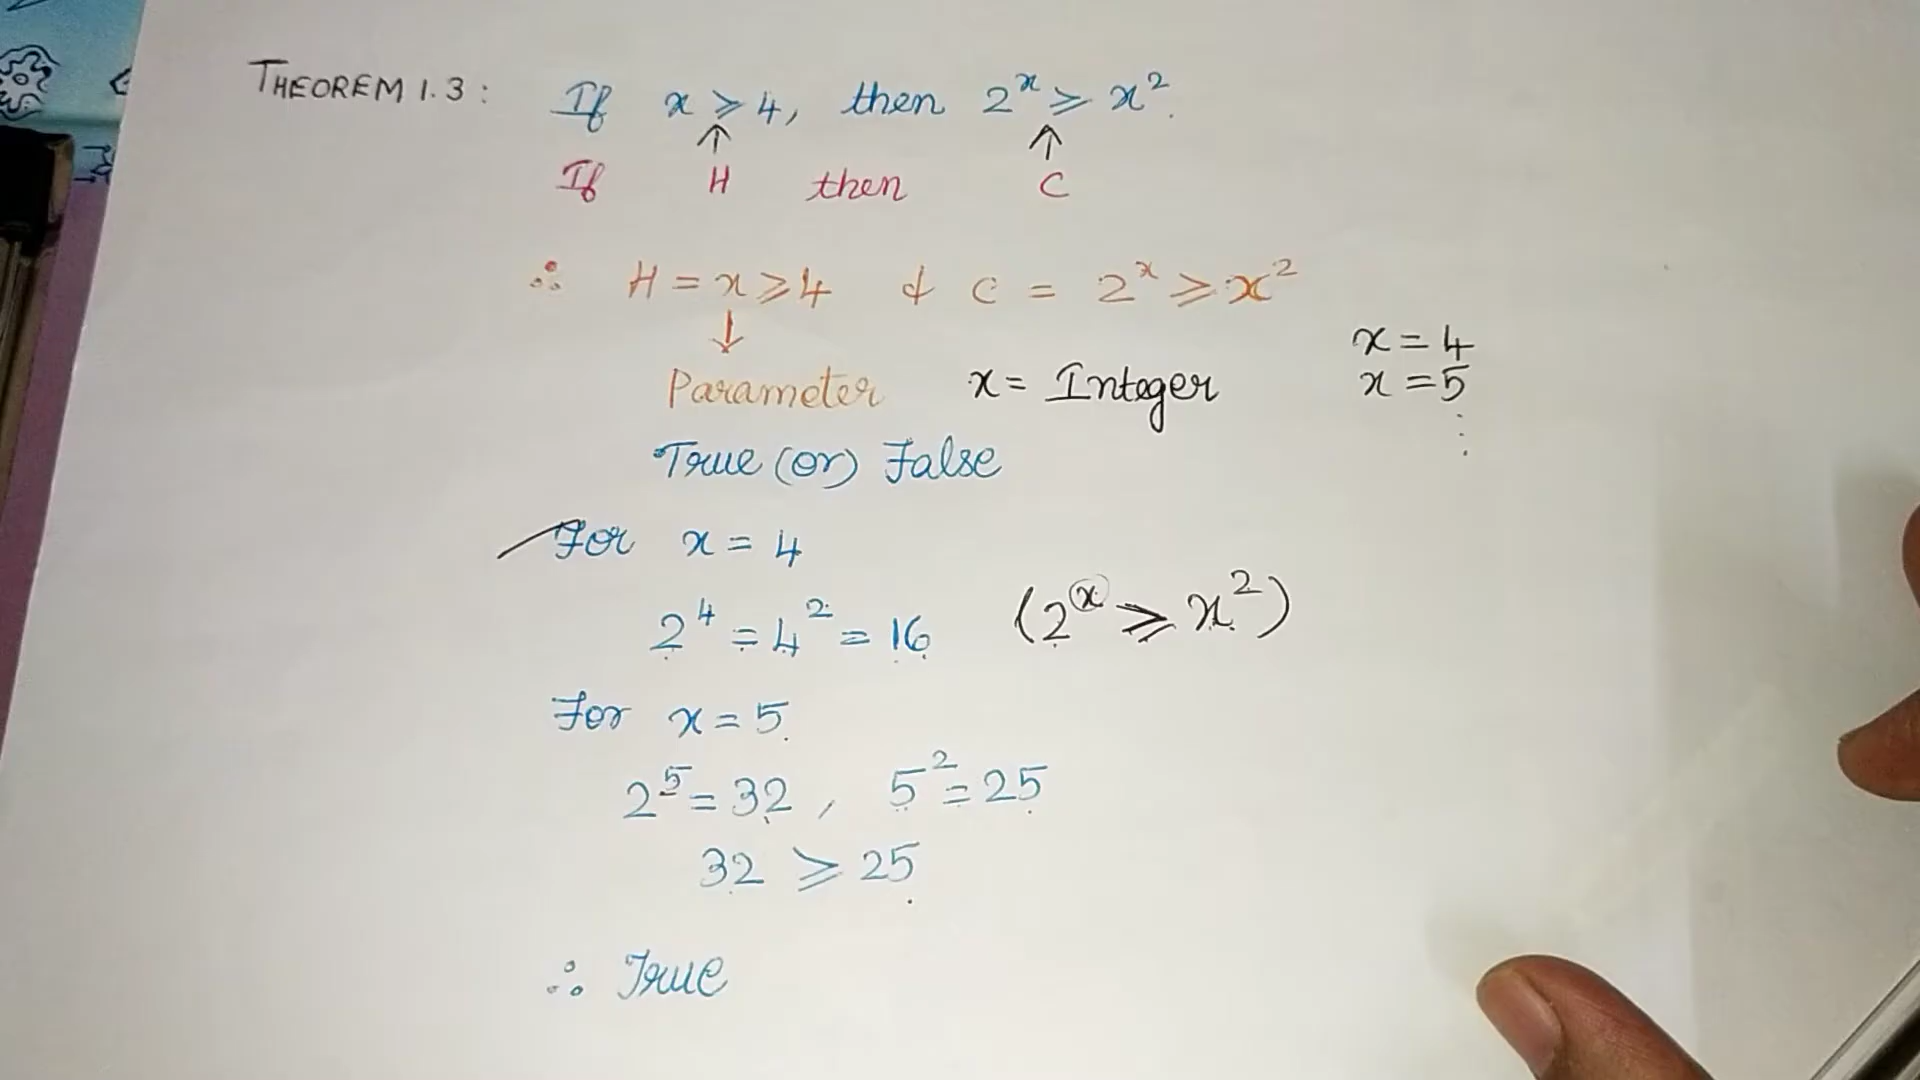 THEOREM 1.3: If x ≥ 4, then 2^x ≥ x^2.
↑ ↑
If H then C
∴ H = x ≥ 4 & C = 2^x ≥ x^2
↓
x = 4
Parameter x = Integer x = 5
⋮
True (or) False
For x = 4
2^4 = 4^2 = 16 (2^x ≥ x^2)
For x = 5
2^5 = 32, 5^2 = 25
32 ≥ 25
∴ True